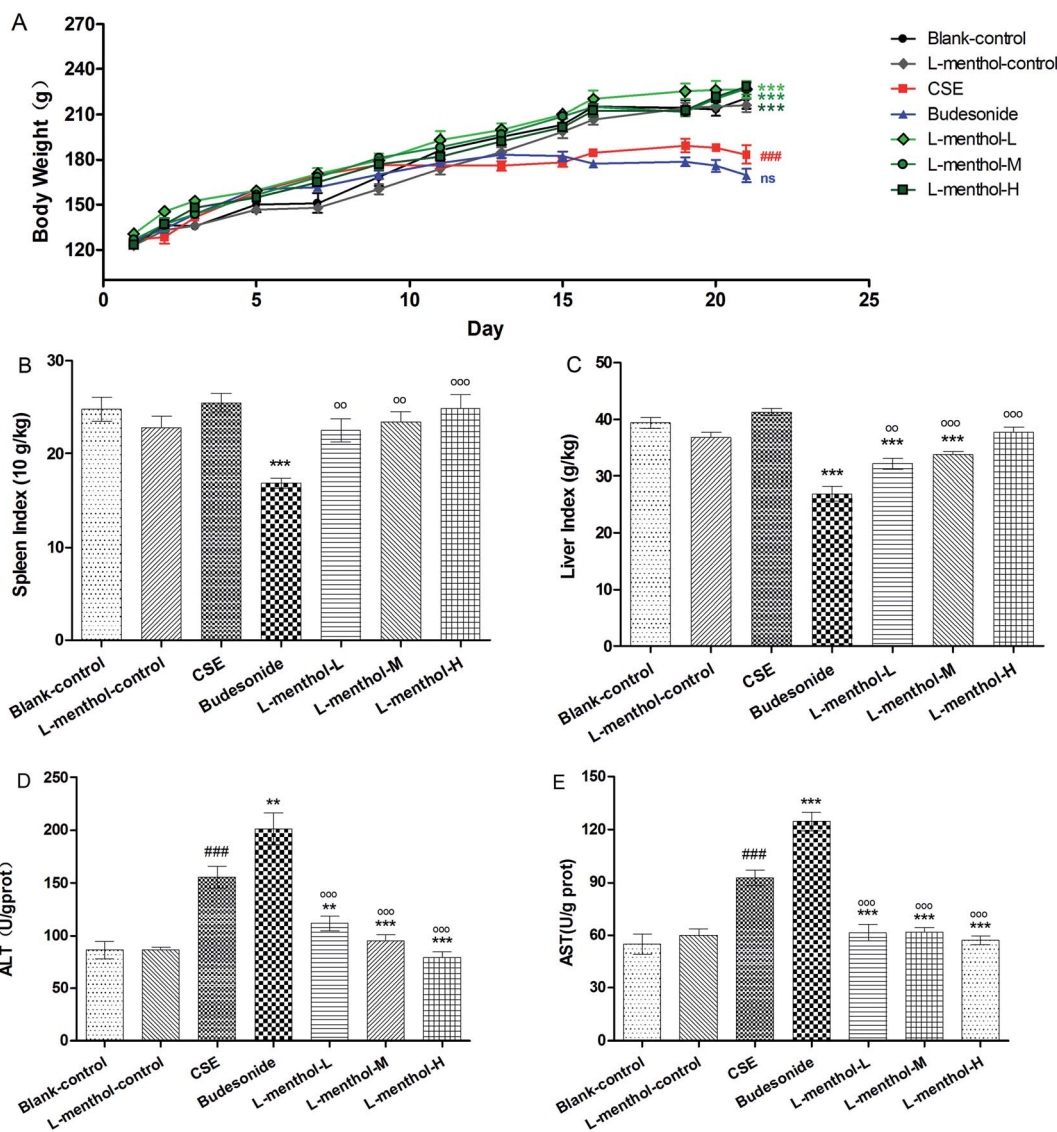 A
Body Weight（g）
270
240
210
180
150
120
0
5
10
15
20
25
Day
***
***
***
###
ns
Blank-control
L-menthol-control
CSE
Budesonide
L-menthol-L
L-menthol-M
L-menthol-H
B
Spleen Index (10 g/kg)
30
20
10
0
***
oo
oo
ooo
Blank-control
L-menthol-control
CSE
Budesonide
L-menthol-L
L-menthol-M
L-menthol-H
C
Liver Index (g/kg)
50
40
30
20
10
0
***
oo
***
ooo
***
ooo
Blank-control
L-menthol-control
CSE
Budesonide
L-menthol-L
L-menthol-M
L-menthol-H
D
ALT（U/gprot）
250
200
150
100
50
0
###
**
ooo
**
ooo
***
ooo
***
Blank-control
L-menthol-control
CSE
Budesonide
L-menthol-L
L-menthol-M
L-menthol-H
E
AST(U/g prot)
150
120
90
60
30
0
###
***
ooo
***
ooo
***
ooo
***
Blank-control
L-menthol-control
CSE
Budesonide
L-menthol-L
L-menthol-M
L-menthol-H